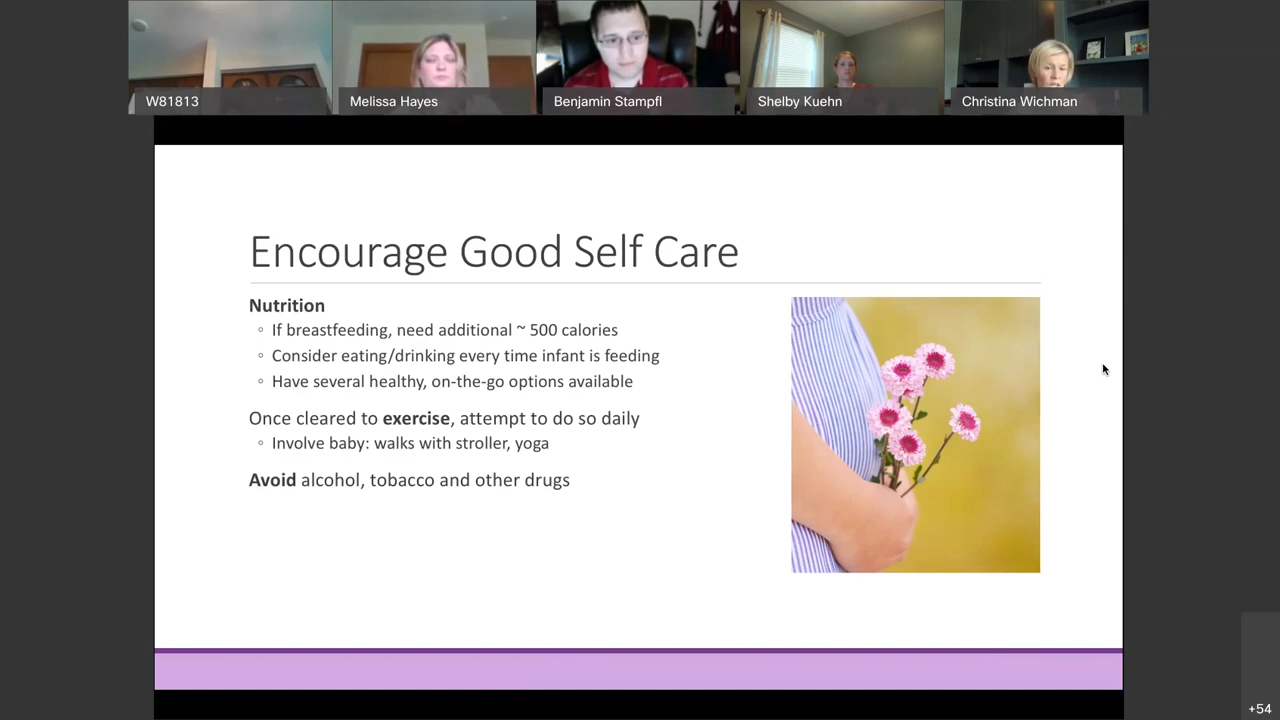 W81813
Melissa Hayes
Benjamin Stampfl
Shelby Kuehn
Christina Wichman
Encourage Good Self Care
Nutrition
◦ If breastfeeding, need additional ~ 500 calories
◦ Consider eating/drinking every time infant is feeding
◦ Have several healthy, on-the-go options available
Once cleared to exercise, attempt to do so daily
◦ Involve baby: walks with stroller, yoga
Avoid alcohol, tobacco and other drugs
+54